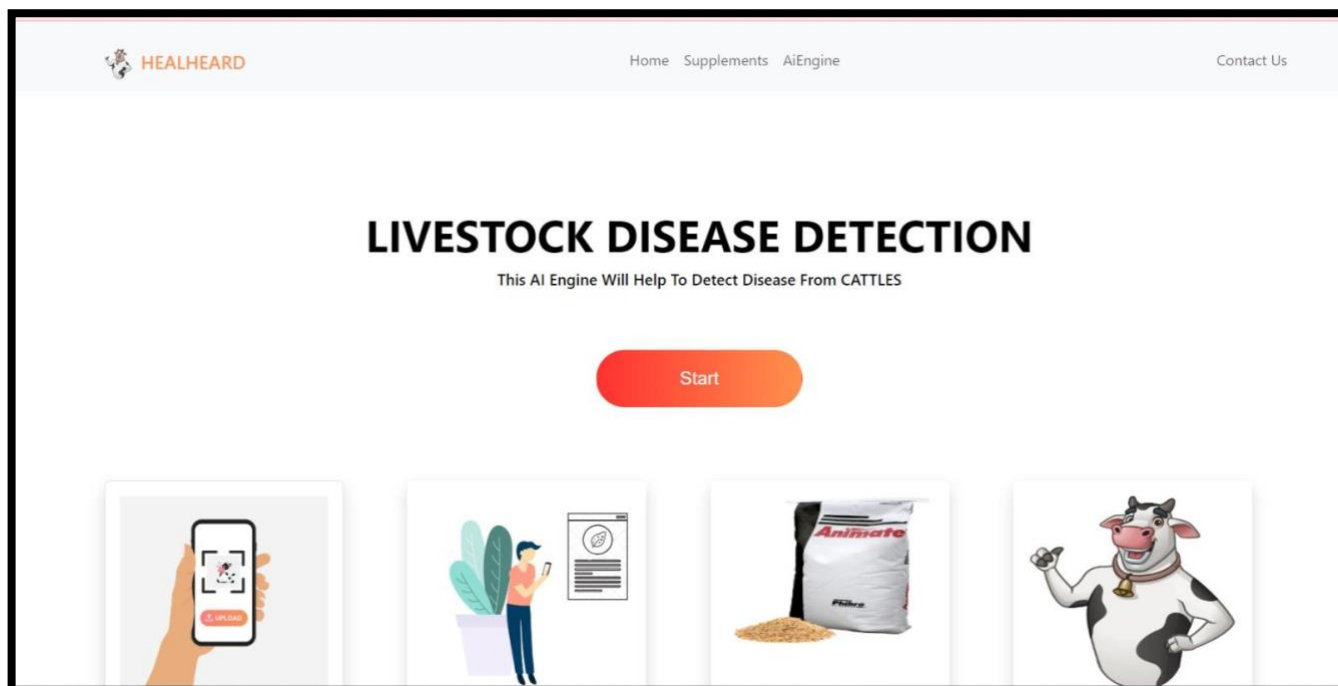 HEALHEARD
Home Supplements AiEngine
Contact Us
LIVESTOCK DISEASE DETECTION
This AI Engine Will Help To Detect Disease From CATTLES
Start
UPLOAD
Animate
Phibro